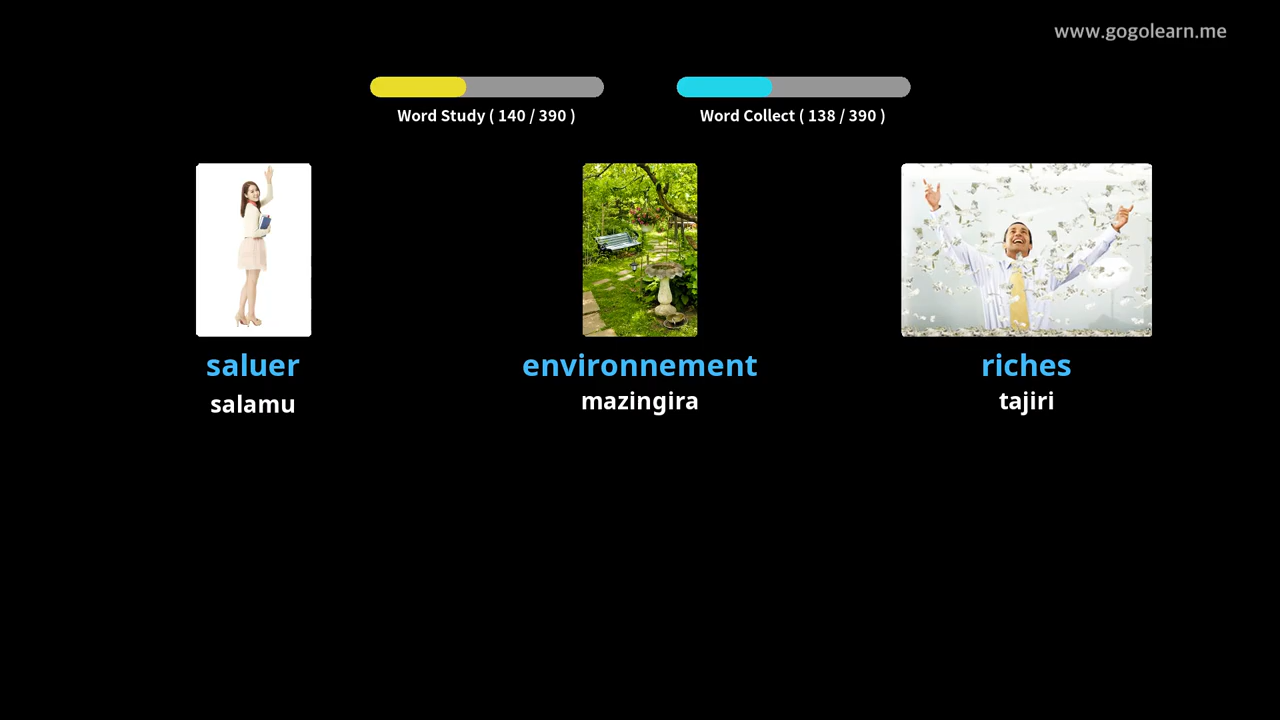 www.gogolearn.me
Word Study ( 140 / 390 )
Word Collect ( 138 / 390 )
saluer
salamu
environnement
mazingira
riches
tajiri